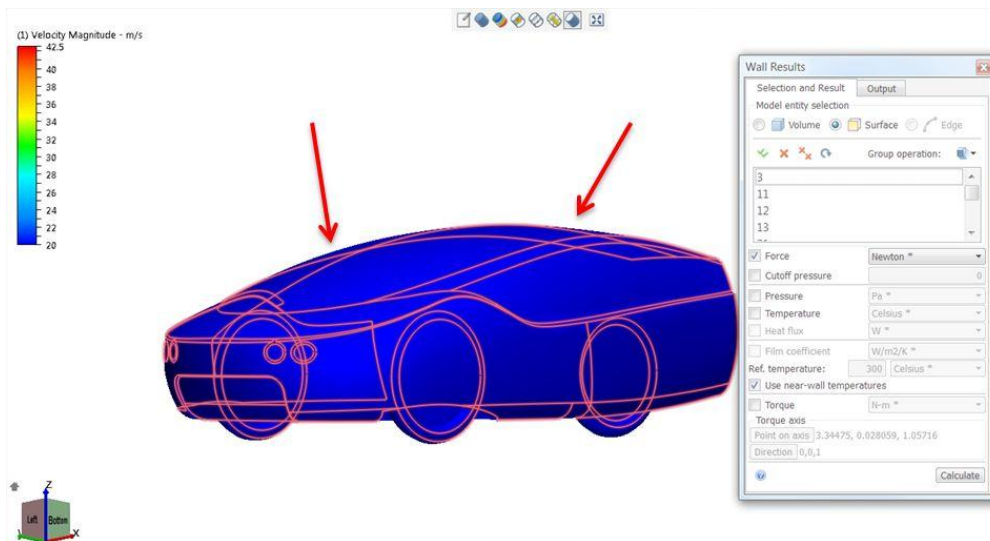 (1) Velocity Magnitude - m/s
42.5
40
38
36
34
32
30
28
26
24
22
20
Wall Results
Selection and Result Output
Model entity selection
Volume Surface Edge
Group operation:
3
11
12
13
Force Newton *
Cutoff pressure 0
Pressure Pa *
Temperature Celsius *
Heat flux W *
Film coefficient W/m2/K *
Ref. temperature: 300 Celsius *
Use near-wall temperatures
Torque N-m *
Torque axis
Point on axis 3.34475, 0.028059, 1.05716
Direction 0,0,1
Calculate
Z
Left Bottom
X